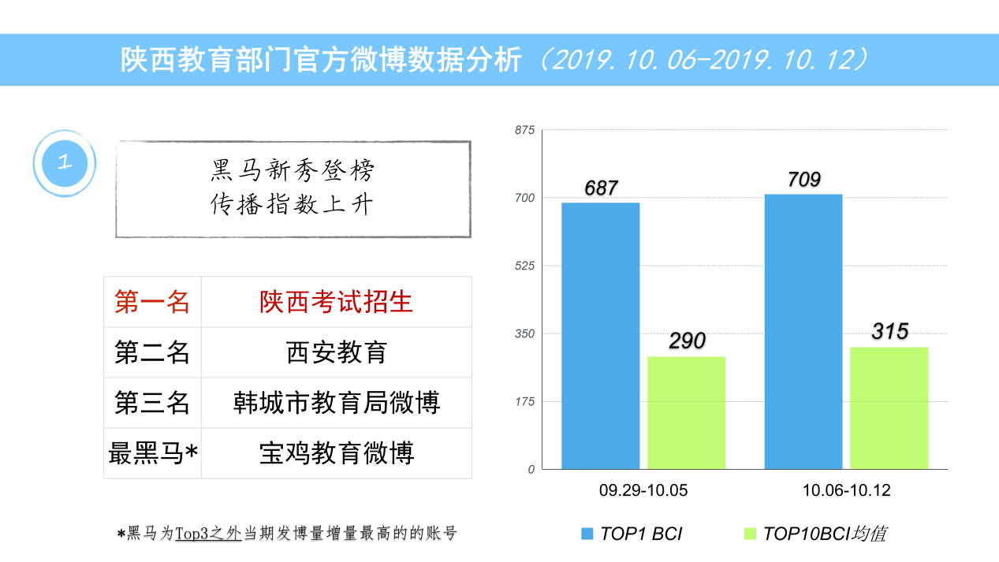 陕西教育部门官方微博数据分析（2019.10.06-2019.10.12）
1
黑马新秀登榜
传播指数上升
第一名 陕西考试招生
第二名 西安教育
第三名 韩城市教育局微博
最黑马* 宝鸡教育微博
*黑马为Top3之外当期发博量增量最高的的账号
875
700
525
350
175
0
687
290
709
315
09.29-10.05
10.06-10.12
TOP1 BCI
TOP10BCI均值